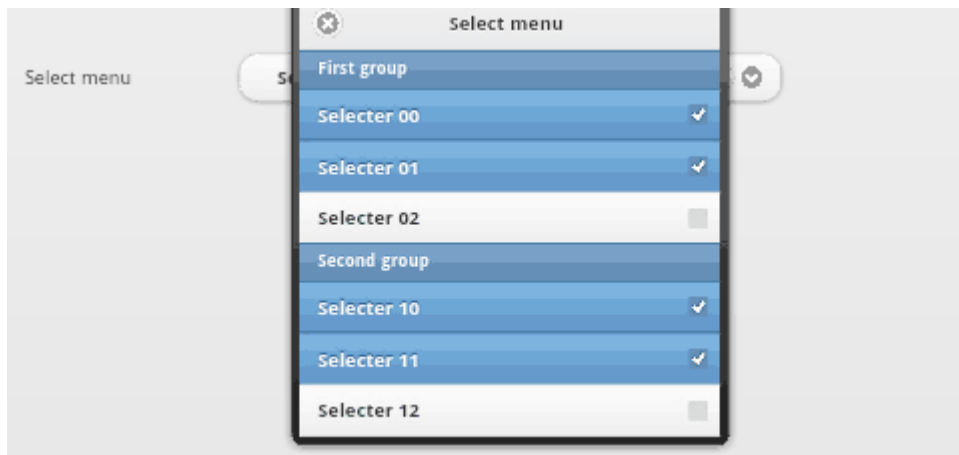 Select menu
Select menu
First group
Selecter 00
Selecter 01
Selecter 02
Second group
Selecter 10
Selecter 11
Selecter 12